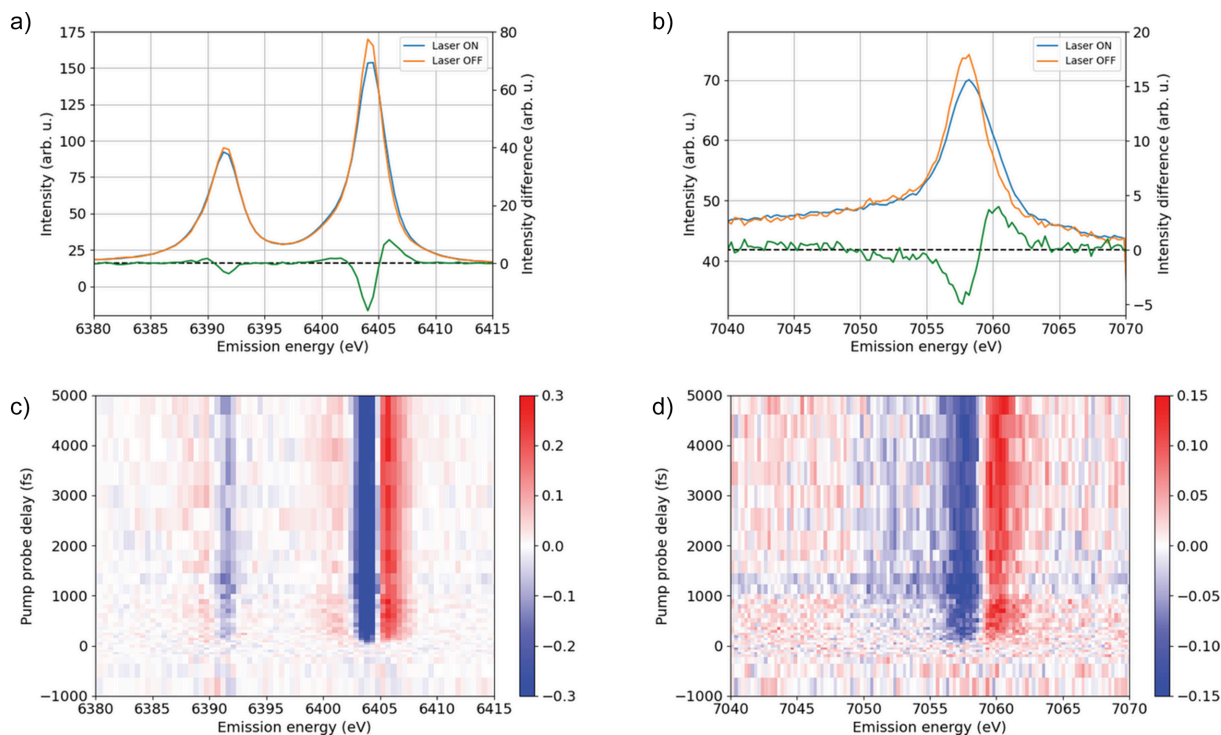 a)
Intensity (arb. u.)
175
150
125
100
75
50
25
0
6380 6385 6390 6395 6400 6405 6410 6415
Emission energy (eV)
80
60
40
20
0
Intensity difference (arb. u.)
Laser ON
Laser OFF
b)
Intensity (arb. u.)
70
60
50
40
7040 7045 7050 7055 7060 7065 7070
Emission energy (eV)
20
15
10
5
0
−5
Intensity difference (arb. u.)
Laser ON
Laser OFF
c)
Pump probe delay (fs)
5000
4000
3000
2000
1000
0
−1000
6380 6385 6390 6395 6400 6405 6410 6415
Emission energy (eV)
0.3
0.2
0.1
0.0
−0.1
−0.2
−0.3
d)
Pump probe delay (fs)
5000
4000
3000
2000
1000
0
−1000
7040 7045 7050 7055 7060 7065 7070
Emission energy (eV)
0.15
0.10
0.05
0.00
−0.05
−0.10
−0.15